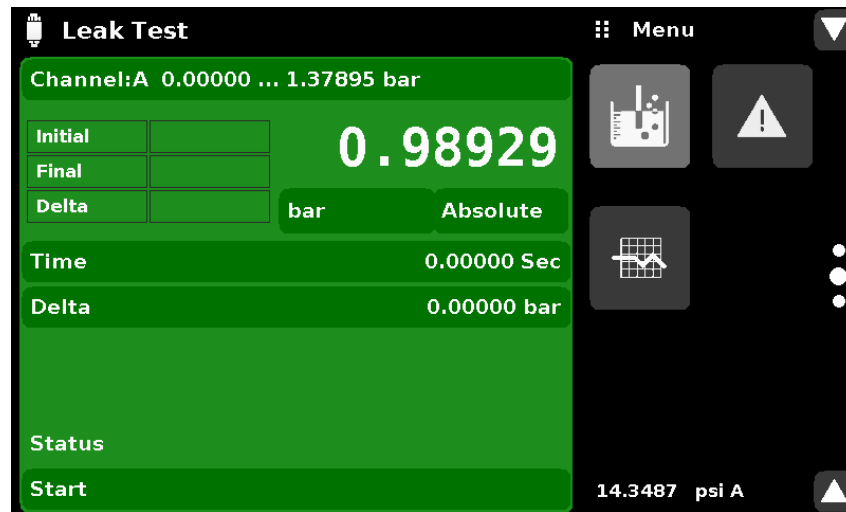 Leak Test
Menu
Channel:A 0.00000 ... 1.37895 bar
Initial
0.98929
Final
Delta
bar Absolute
Time 0.00000 Sec
Delta 0.00000 bar
Status
Start
14.3487 psi A